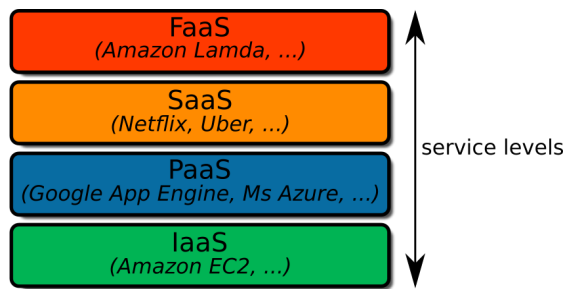 FaaS
(Amazon Lamda, ...)
SaaS
(Netflix, Uber, ...)
service levels
PaaS
(Google App Engine, Ms Azure, ...)
IaaS
(Amazon EC2, ...)